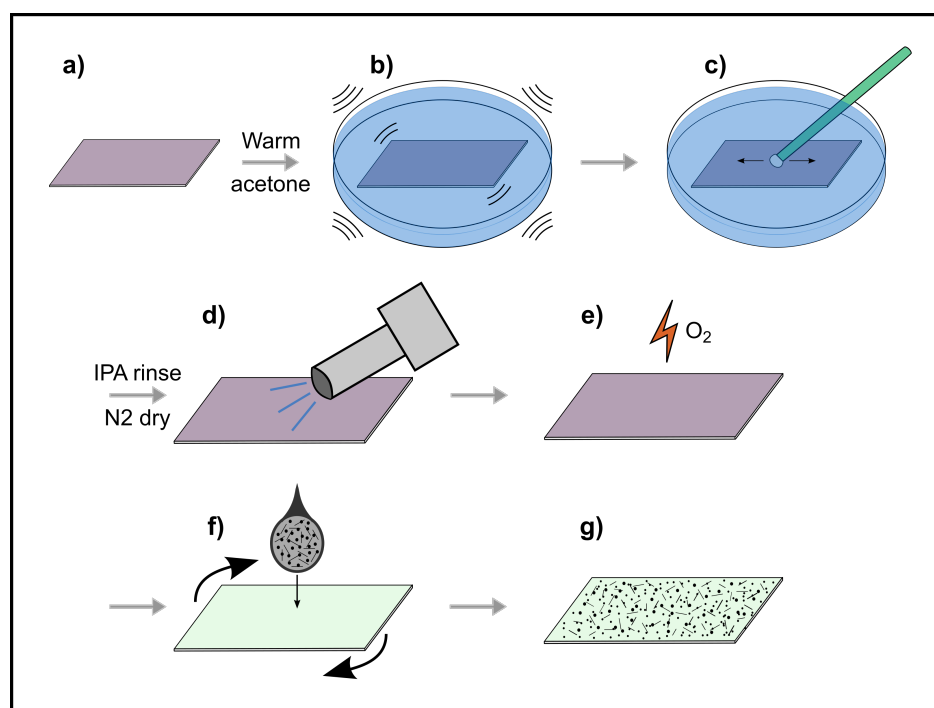 a)
b)
c)
Warm
acetone
d)
e)
O₂
IPA rinse
N2 dry
f)
g)